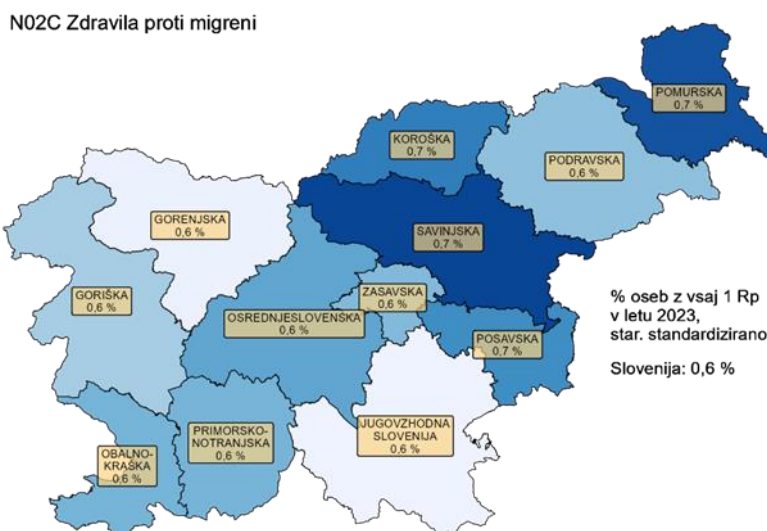 N02C Zdravila proti migreni
POMURSKA
0,7 %
KOROŠKA
0,7 %
PODRAVSKA
0,6 %
GORENJSKA
0,6 %
SAVINJSKA
0,7 %
GORIŠKA
0,6 %
ZASAVSKA
0,6 %
OSREDNJESLOVENSKA
0,6 %
POSAVSKA
0,7 %
% oseb z vsaj 1 Rp
v letu 2023,
star. standardizirano
Slovenija: 0,6 %
PRIMORSKO-
NOTRANJSKA
0,6 %
JUGOVZHODNA
SLOVENIJA
0,6 %
OBALNO-
KRAŠKA
0,6 %